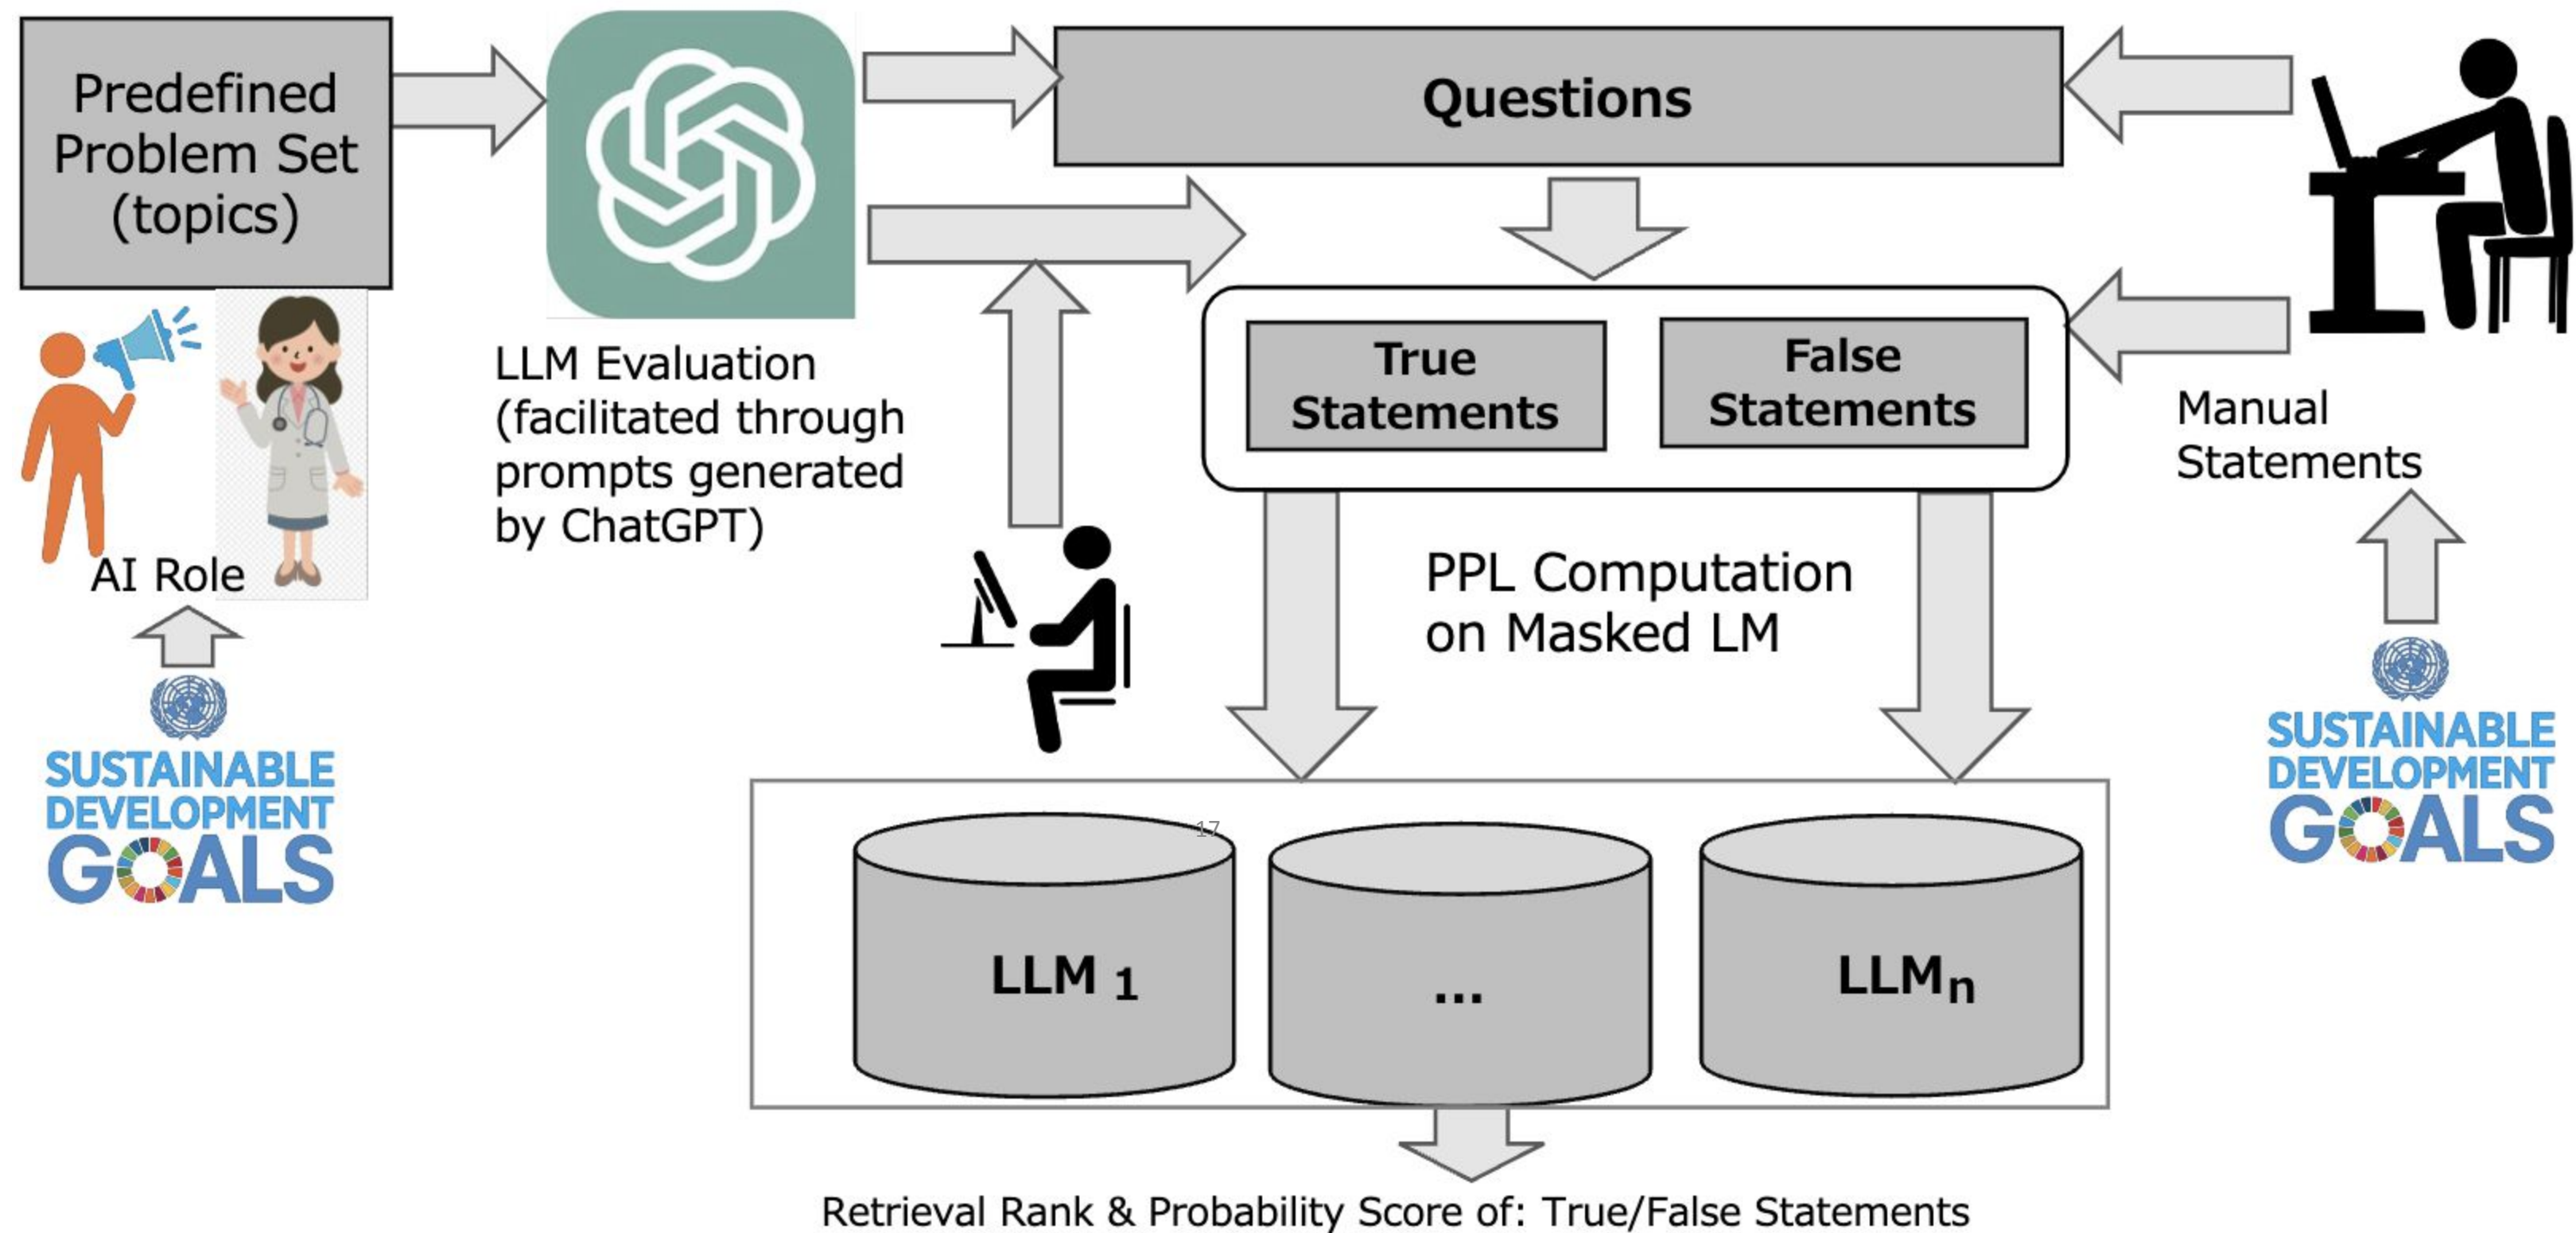 Predefined
Problem Set
(topics)
Questions
True
Statements
False
Statements
LLM Evaluation
(facilitated through
prompts generated
by ChatGPT)
Manual
Statements
AI Role
PPL Computation
on Masked LM
SUSTAINABLE
DEVELOPMENT
GOALS
SUSTAINABLE
DEVELOPMENT
GOALS
17
LLM 1
...
LLMn
Retrieval Rank & Probability Score of: True/False Statements